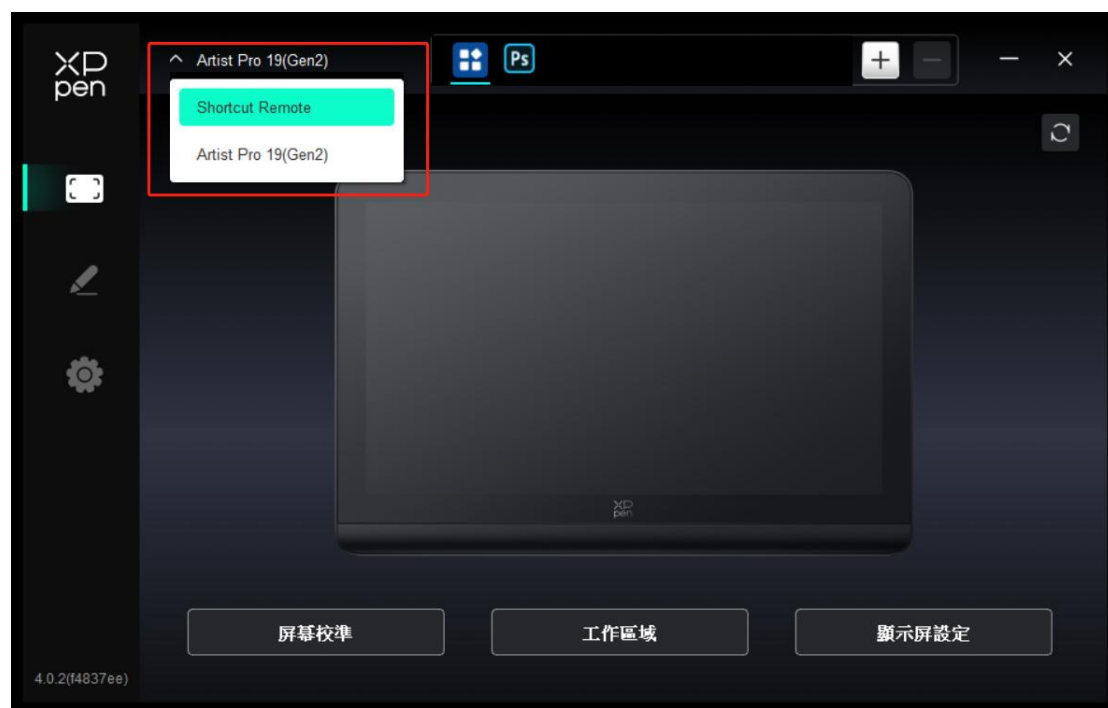 XP
pen
Artist Pro 19(Gen2)
Ps
Shortcut Remote
Artist Pro 19(Gen2)
XP
pen
屏幕校準
工作區域
顯示屏設定
4.0.2(f4837ee)